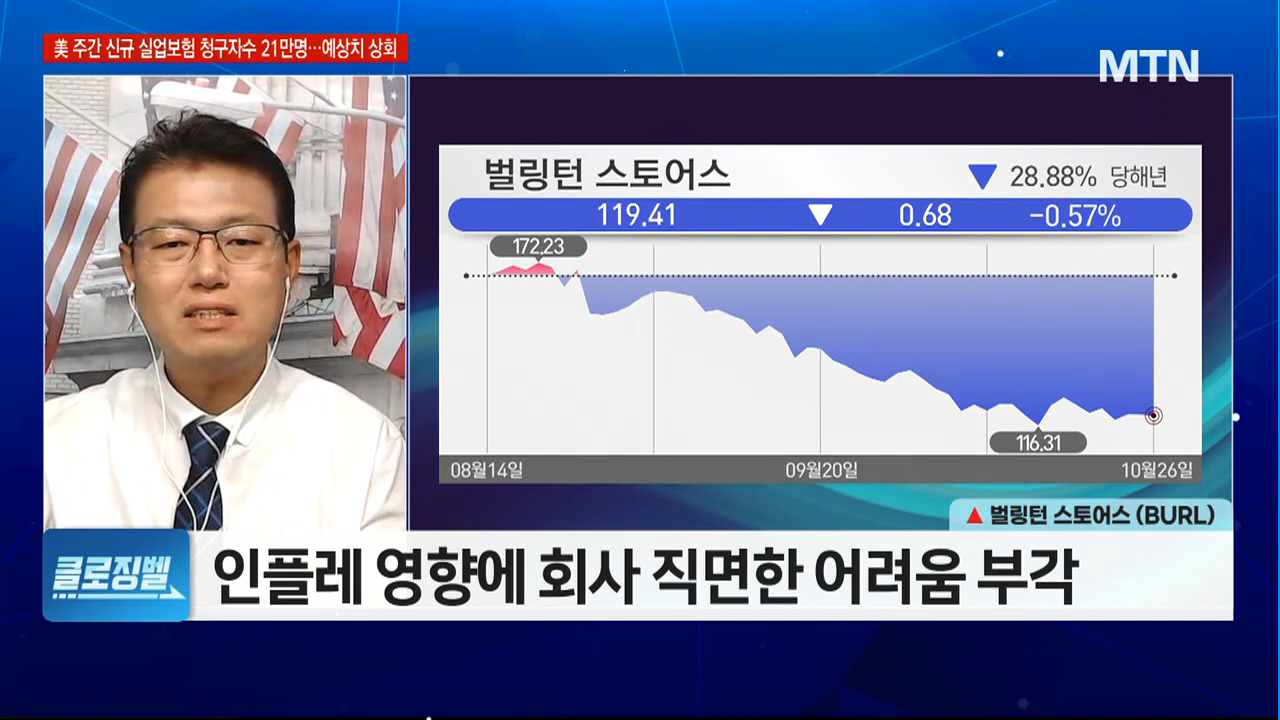 美 주간 신규 실업보험 청구자수 21만명…예상치 상회
MTN
벌링턴 스토어스
▼ 28.88% 당해년
119.41 ▼ 0.68 -0.57%
172.23
116.31
08월14일 09월20일 10월26일
▲ 벌링턴 스토어스 (BURL)
클로징벨
인플레 영향에 회사 직면한 어려움 부각